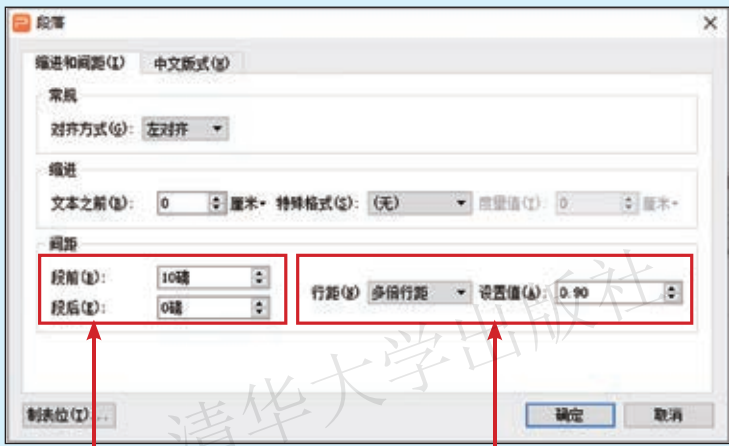 段落
缩进和间距(I) 中文版式(H)
常规
对齐方式(G): 左对齐
缩进
文本之前(R): 0 厘米 特殊格式(S): (无) 度量值(Y): 0 厘米
间距
段前(B): 10磅
段后(E): 0磅
行距(N) 多倍行距 设置值(A): 0.90
制表位(T)... 确定 取消
清华大学出版社